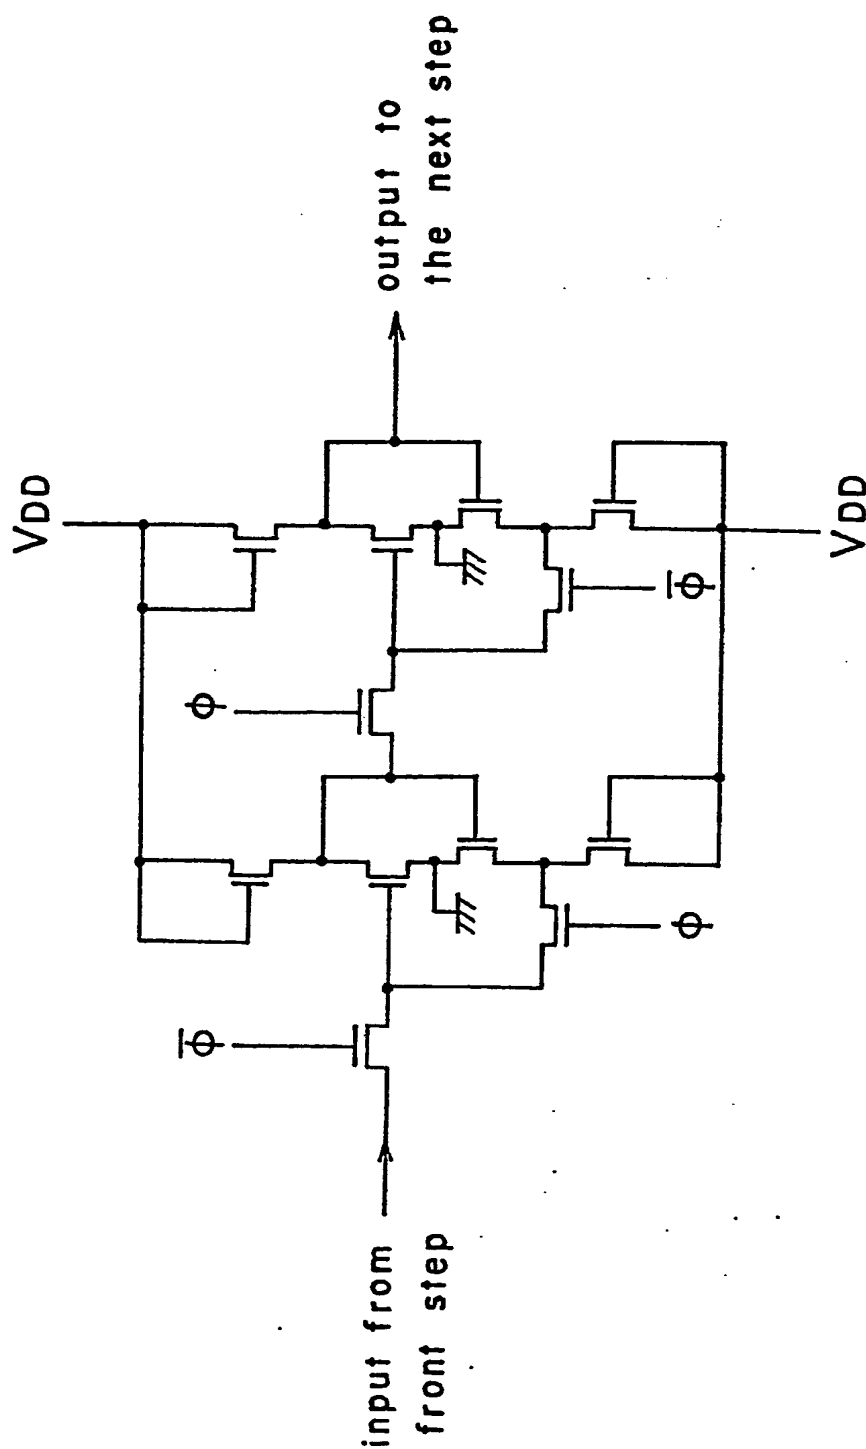 VDD
Φ̅
Φ
input from
front step
output to
the next step
Φ
Φ̅
VDD